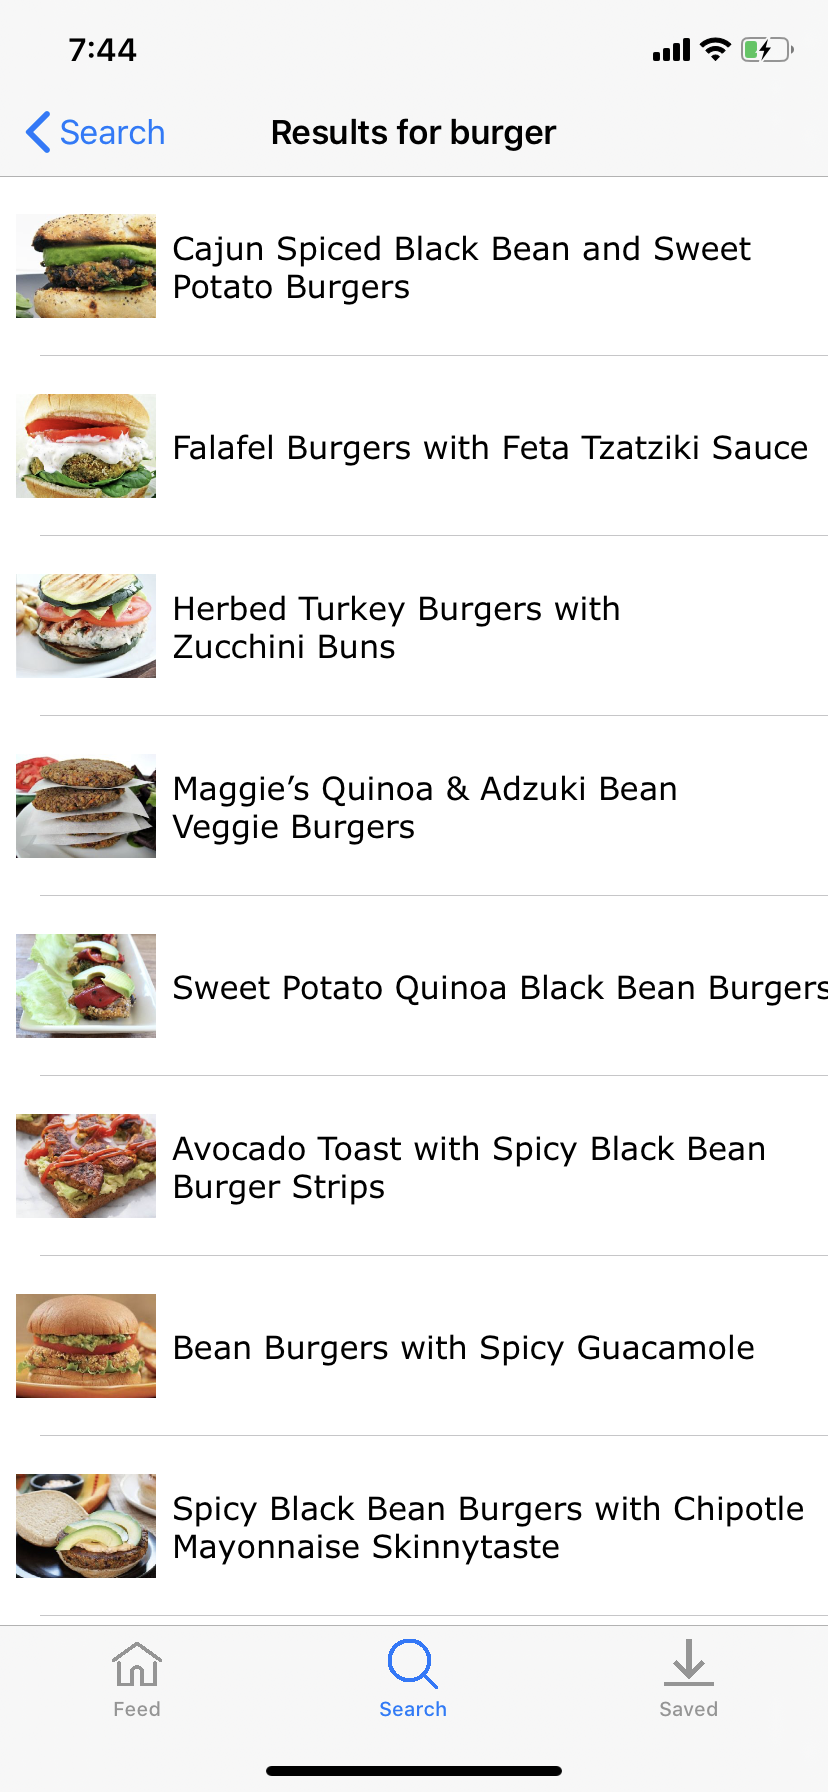 7:44
Search
Results for burger
Cajun Spiced Black Bean and Sweet
Potato Burgers
Falafel Burgers with Feta Tzatziki Sauce
Herbed Turkey Burgers with
Zucchini Buns
Maggie’s Quinoa & Adzuki Bean
Veggie Burgers
Sweet Potato Quinoa Black Bean Burgers
Avocado Toast with Spicy Black Bean
Burger Strips
Bean Burgers with Spicy Guacamole
Spicy Black Bean Burgers with Chipotle
Mayonnaise Skinnytaste
Feed
Search
Saved